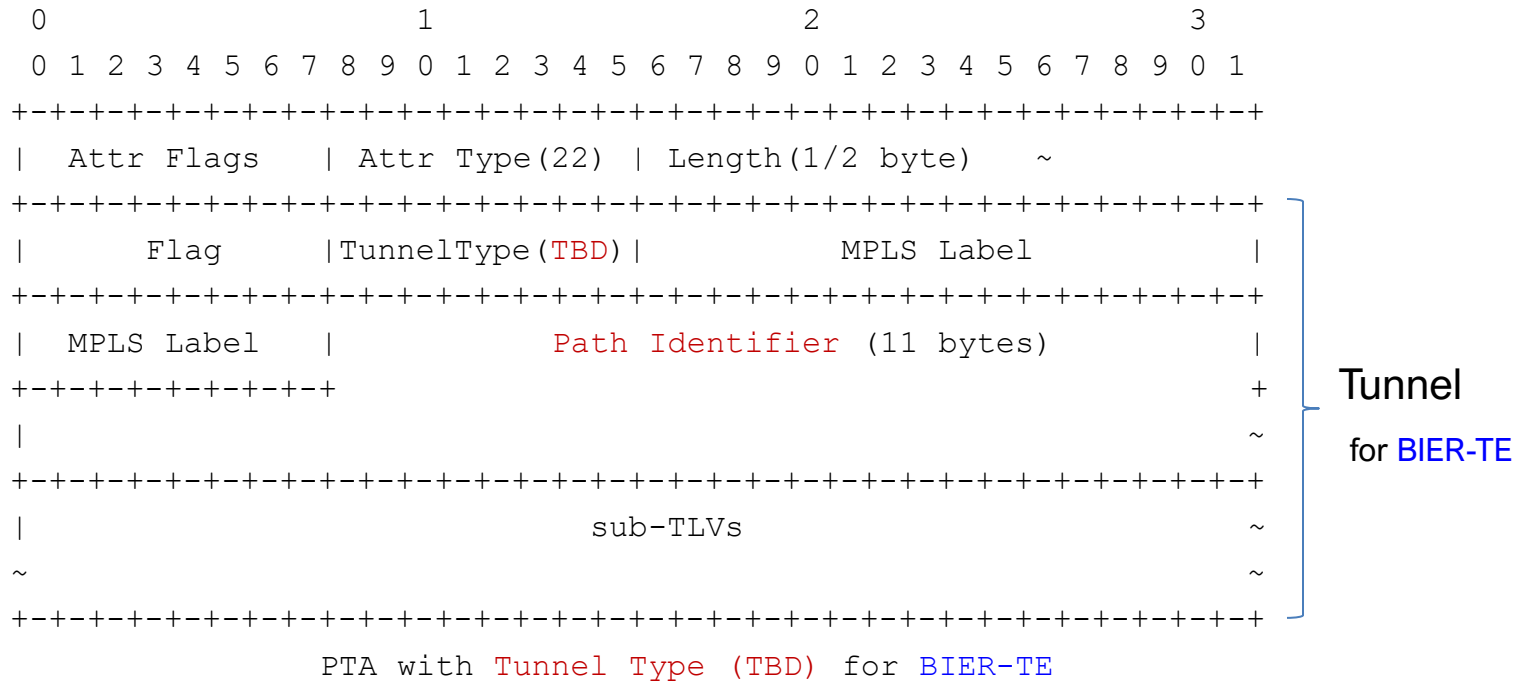 0                   1                   2                   3
 0 1 2 3 4 5 6 7 8 9 0 1 2 3 4 5 6 7 8 9 0 1 2 3 4 5 6 7 8 9 0 1
+-+-+-+-+-+-+-+-+-+-+-+-+-+-+-+-+-+-+-+-+-+-+-+-+-+-+-+-+-+-+-+-+
|  Attr Flags   | Attr Type(22) | Length(1/2 byte)   ~
+-+-+-+-+-+-+-+-+-+-+-+-+-+-+-+-+-+-+-+-+-+-+-+-+-+-+-+-+-+-+-+-+
|      Flag     |TunnelType(TBD)|          MPLS Label           |
+-+-+-+-+-+-+-+-+-+-+-+-+-+-+-+-+-+-+-+-+-+-+-+-+-+-+-+-+-+-+-+-+
|  MPLS Label   |           Path Identifier (11 bytes)          |
+-+-+-+-+-+-+-+-+                                               +
|                                                               ~
+-+-+-+-+-+-+-+-+-+-+-+-+-+-+-+-+-+-+-+-+-+-+-+-+-+-+-+-+-+-+-+-+
|                             sub-TLVs                          ~
~                                                               ~
+-+-+-+-+-+-+-+-+-+-+-+-+-+-+-+-+-+-+-+-+-+-+-+-+-+-+-+-+-+-+-+-+
Tunnel
for BIER-TE
PTA with Tunnel Type (TBD) for BIER-TE